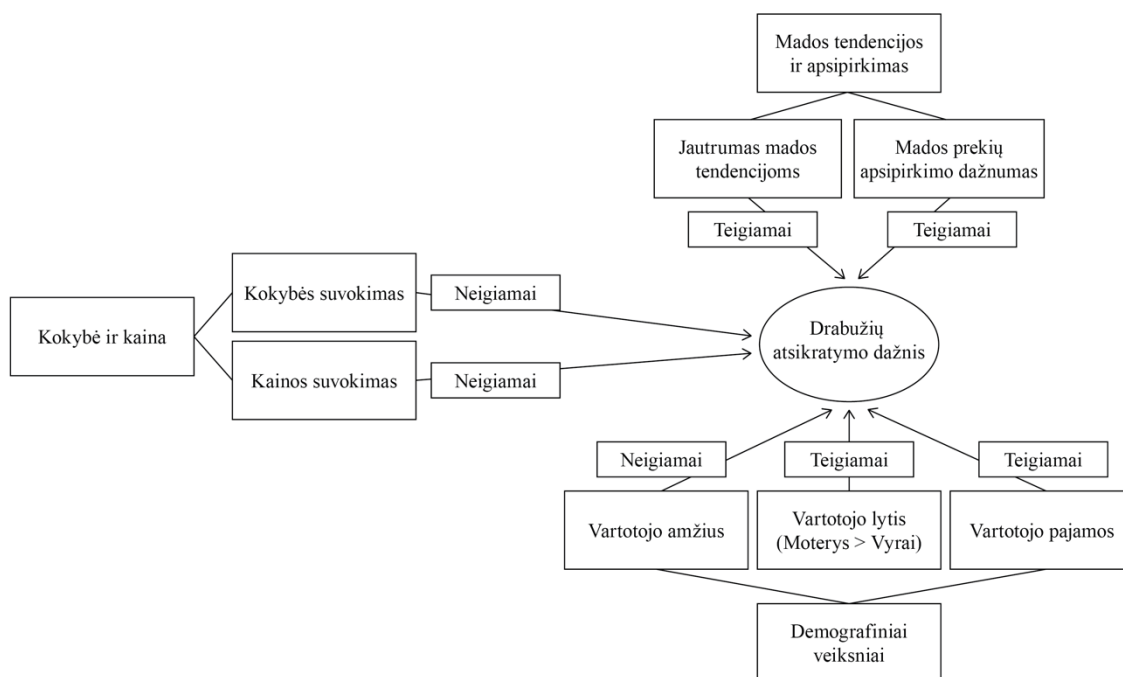 Mados tendencijos
ir apsipirkimas
Jautrumas mados
tendencijoms
Mados prekių
apsipirkimo dažnumas
Teigiamai
Teigiamai
Kokybė ir kaina
Kokybės suvokimas
Neigiamai
Kainos suvokimas
Neigiamai
Drabužių
atsikratymo dažnis
Neigiamai
Teigiamai
Teigiamai
Vartotojo amžius
Vartotojo lytis
(Moterys > Vyrai)
Vartotojo pajamos
Demografiniai
veiksniai